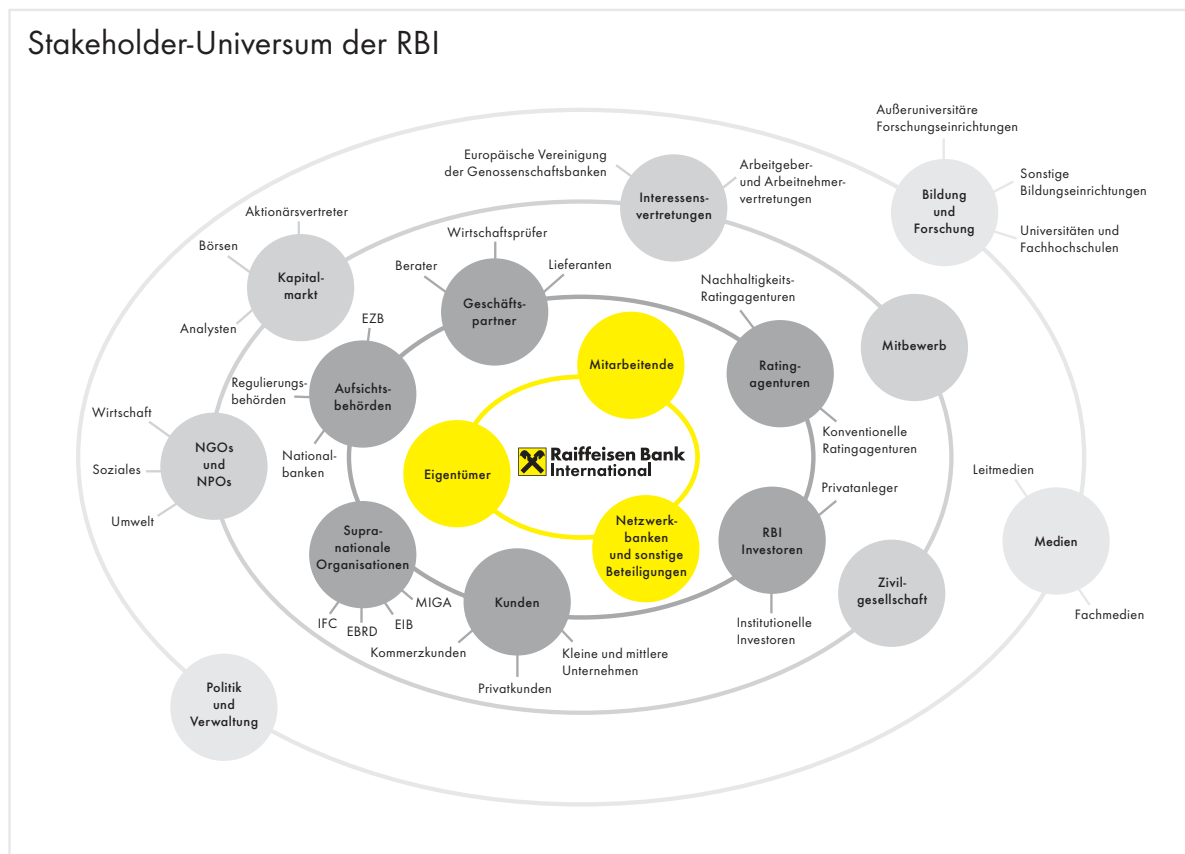 Stakeholder-Universum der RBI
Außeruniversitäre
Forschungseinrichtungen
Sonstige
Bildungseinrichtungen
Universitäten und
Fachhochschulen
Bildung
und
Forschung
Europäische Vereinigung
der Genossenschaftsbanken
Arbeitgeber-
und Arbeitnehmer-
vertretungen
Interessens-
vertretungen
Aktionärsvertreter
Börsen
Analysten
Kapital-
markt
Wirtschaftsprüfer
Berater
Lieferanten
Geschäfts-
partner
Nachhaltigkeits-
Ratingagenturen
Rating-
agenturen
Konventionelle
Ratingagenturen
Mitbewerb
EZB
Regulierungs-
behörden
Aufsichts-
behörden
National-
banken
Mitarbeitende
Eigentümer
Raiffeisen Bank
International
Netzwerk-
banken
und sonstige
Beteiligungen
Wirtschaft
Soziales
Umwelt
NGOs
und
NPOs
Supra-
nationale
Organisationen
IFC
EBRD
EIB
MIGA
Kunden
Kommerzkunden
Privatkunden
Kleine und mittlere
Unternehmen
Privatanleger
RBI
Investoren
Institutionelle
Investoren
Zivil-
gesellschaft
Leitmedien
Medien
Fachmedien
Politik
und
Verwaltung